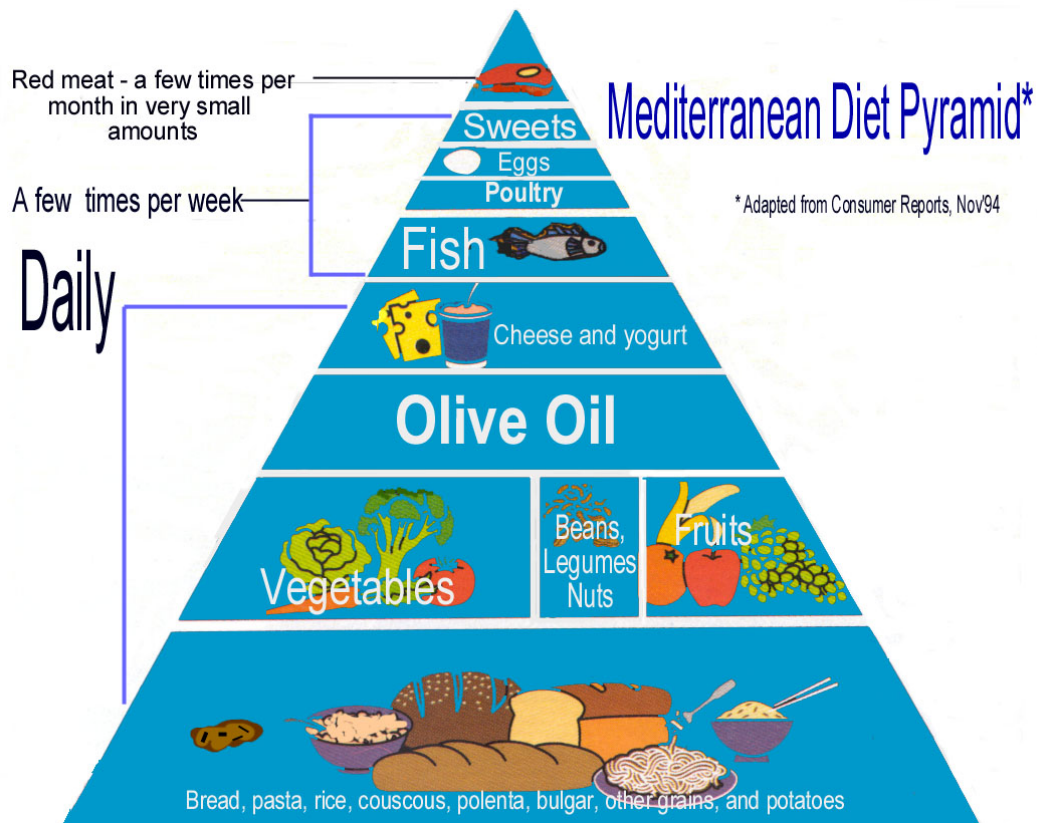 Mediterranean Diet Pyramid*
* Adapted from Consumer Reports, Nov'94
Red meat - a few times per
month in very small
amounts
A few times per week
Daily
Sweets
Eggs
Poultry
Fish
Cheese and yogurt
Olive Oil
Vegetables
Beans,
Legumes
Nuts
Fruits
Bread, pasta, rice, couscous, polenta, bulgar, other grains, and potatoes